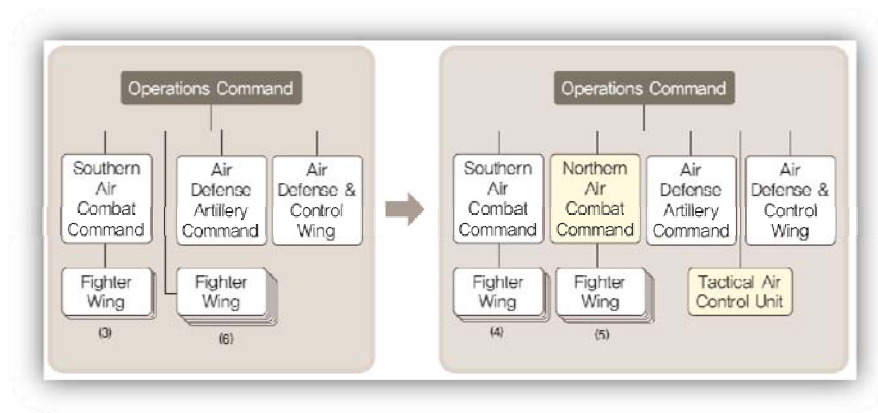 Operations Command
Southern
Air
Combat
Command
Air
Defense
Artillery
Command
Air
Defense &
Control
Wing
Fighter
Wing
(3)
Fighter
Wing
(6)
Operations Command
Southern
Air
Combat
Command
Northern
Air
Combat
Command
Air
Defense
Artillery
Command
Air
Defense &
Control
Wing
Fighter
Wing
(4)
Fighter
Wing
(5)
Tactical Air
Control Unit